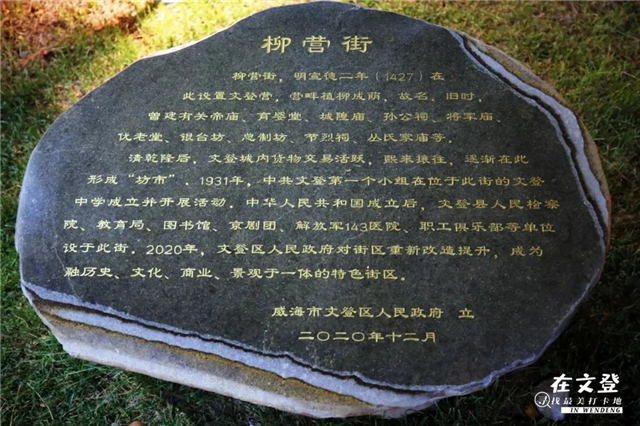 柳营街
柳营街，明宣德二年（1427）在
此设置文登营，营畔植柳成荫，故名。旧时，
曾建有关帝庙、育婴堂、城隍庙、孙公祠、将军庙、
伏老堂、银台坊、总制坊、节烈祠、丛氏家庙等。
清乾隆后，文登城内货物交易活跃，熙来攘往，逐渐在此
形成“坊市”。1931年，中共文登第一个小组在位于此街的文登
中学成立并开展活动。中华人民共和国成立后，文登县人民检察
院、教育局、图书馆、京剧团、解放军143医院、职工俱乐部等单位
设于此街。2020年，文登区人民政府对街区重新改造提升，成为
融历史、文化、商业、景观于一体的特色街区。
威海市文登区人民政府 立
二〇二〇年十二月
在文登
找最美打卡地
IN WENDENG